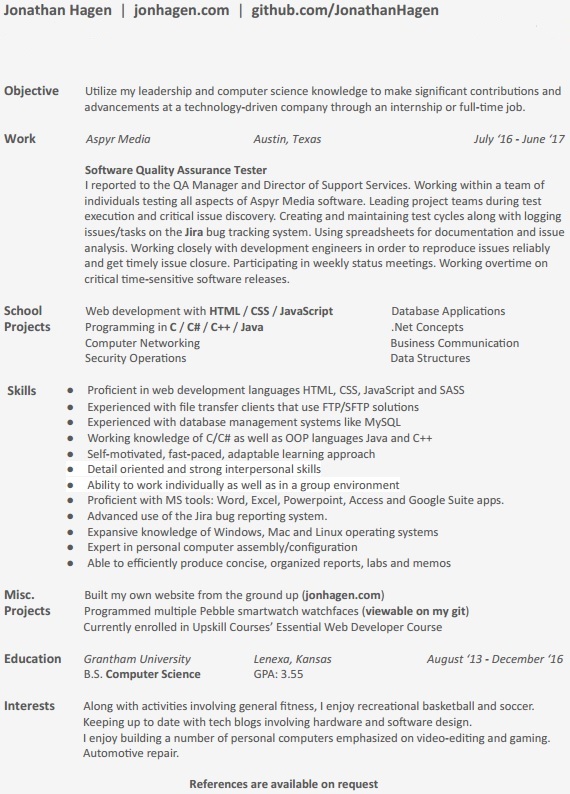 Jonathan Hagen | jonhagen.com | github.com/JonathanHagen
Objective Utilize my leadership and computer science knowledge to make significant contributions and
advancements at a technology-driven company through an internship or full-time job.
Work Aspyr Media Austin, Texas July ‘16 - June ‘17
Software Quality Assurance Tester
I reported to the QA Manager and Director of Support Services. Working within a team of
individuals testing all aspects of Aspyr Media software. Leading project teams during test
execution and critical issue discovery. Creating and maintaining test cycles along with logging
issues/tasks on the Jira bug tracking system. Using spreadsheets for documentation and issue
analysis. Working closely with development engineers in order to reproduce issues reliably
and get timely issue closure. Participating in weekly status meetings. Working overtime on
critical time-sensitive software releases.
School Web development with HTML / CSS / JavaScript Database Applications
Projects Programming in C / C# / C++ / Java .Net Concepts
Computer Networking Business Communication
Security Operations Data Structures
Skills ● Proficient in web development languages HTML, CSS, JavaScript and SASS
● Experienced with file transfer clients that use FTP/SFTP solutions
● Experienced with database management systems like MySQL
● Working knowledge of C/C# as well as OOP languages Java and C++
● Self-motivated, fast-paced, adaptable learning approach
● Detail oriented and strong interpersonal skills
● Ability to work individually as well as in a group environment
● Proficient with MS tools: Word, Excel, Powerpoint, Access and Google Suite apps.
● Advanced use of the Jira bug reporting system.
● Expansive knowledge of Windows, Mac and Linux operating systems
● Expert in personal computer assembly/configuration
● Able to efficiently produce concise, organized reports, labs and memos
Misc. Built my own website from the ground up (jonhagen.com)
Projects Programmed multiple Pebble smartwatch watchfaces (viewable on my git)
Currently enrolled in Upskill Courses’ Essential Web Developer Course
Education Grantham University Lenexa, Kansas August ‘13 - December ‘16
B.S. Computer Science GPA: 3.55
Interests Along with activities involving general fitness, I enjoy recreational basketball and soccer.
Keeping up to date with tech blogs involving hardware and software design.
I enjoy building a number of personal computers emphasized on video-editing and gaming.
Automotive repair.
References are available on request